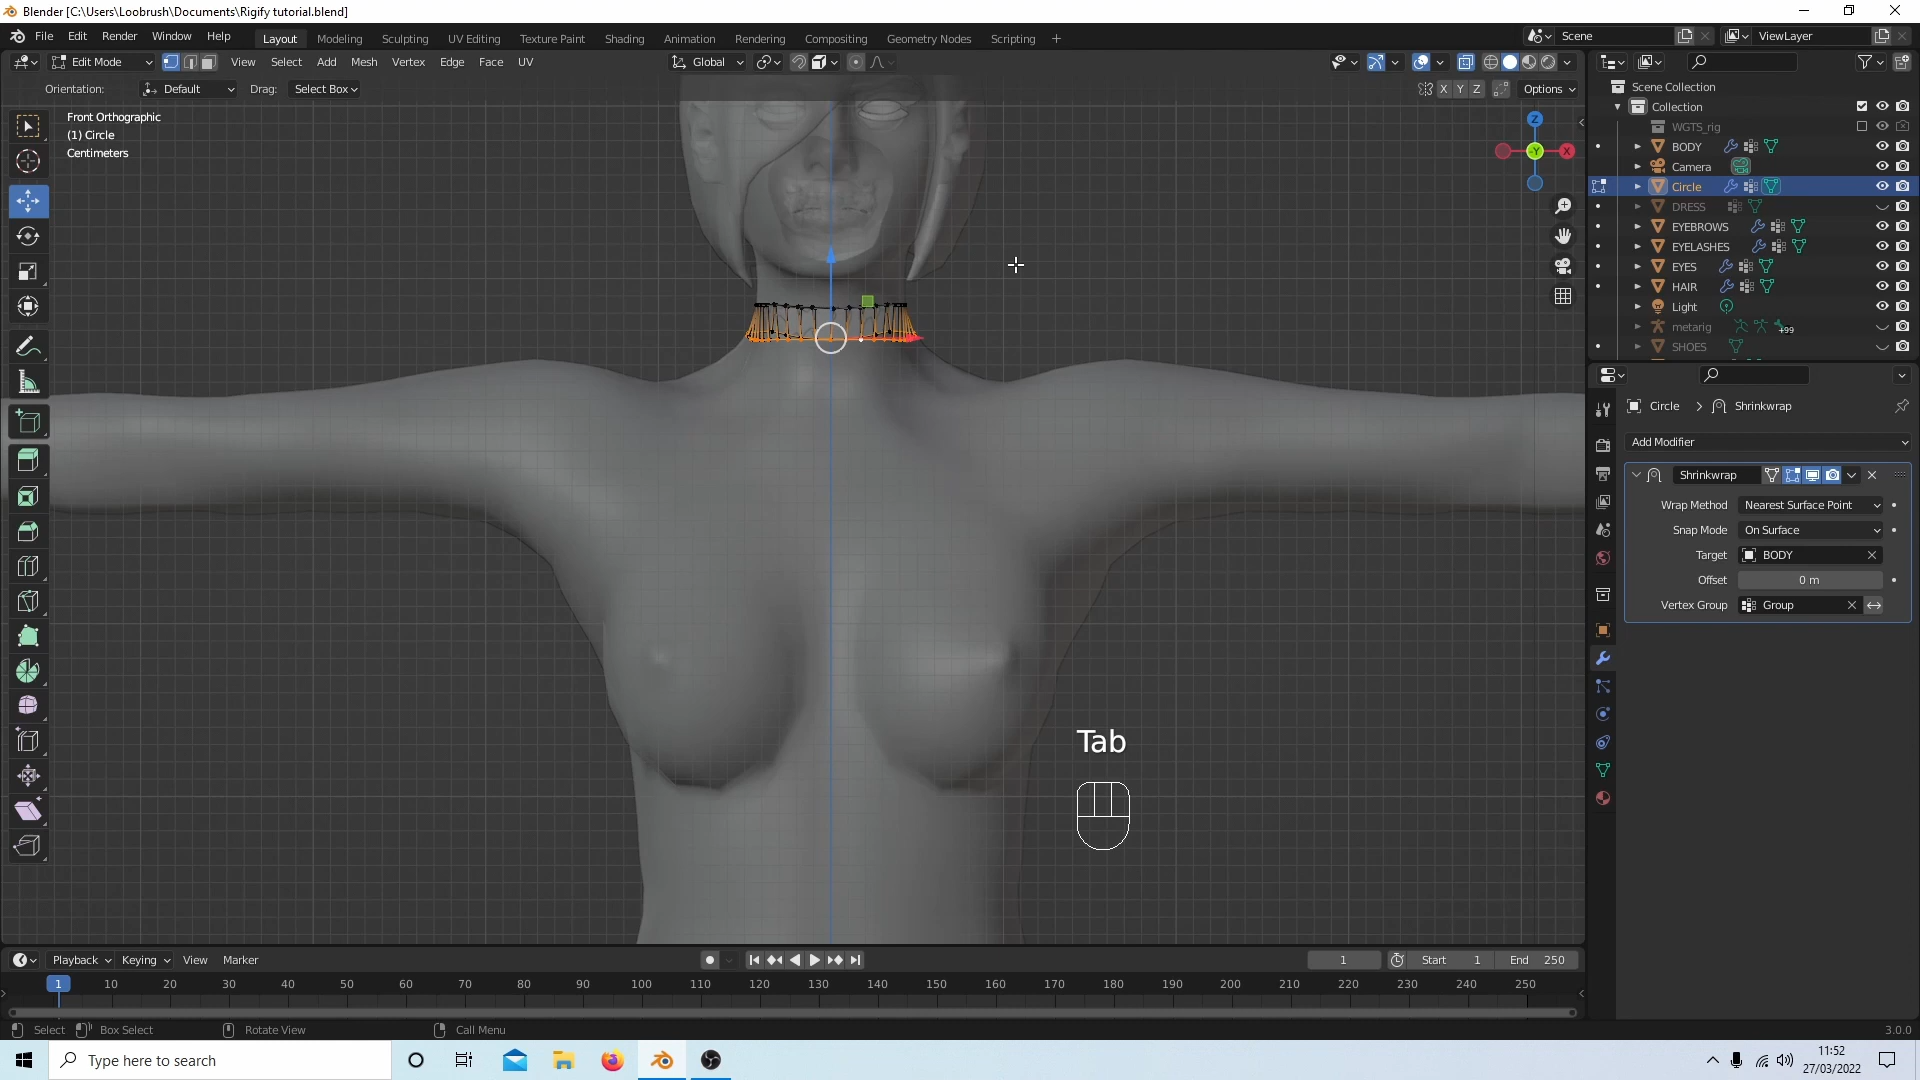 Blender [C:\Users\Loobrush\Documents\Rigify tutorial.blend]
File Edit Render Window Help
Layout Modeling Sculpting UV Editing Texture Paint Shading Animation Rendering Compositing Geometry Nodes Scripting +
Scene
ViewLayer
Edit Mode View Select Add Mesh Vertex Edge Face UV
Global
Orientation: Default Drag: Select Box
X Y Z Options
Front Orthographic
(1) Circle
Centimeters
Z
-Y
X
Scene Collection
Collection
WGTS_rig
BODY
Camera
Circle
DRESS
EYEBROWS
EYELASHES
EYES
HAIR
Light
metarig +99
SHOES
Circle > Shrinkwrap
Add Modifier
Shrinkwrap
Wrap Method Nearest Surface Point
Snap Mode On Surface
Target BODY
Offset 0 m
Vertex Group Group
Tab
Playback Keying View Marker
1 Start 1 End 250
1 10 20 30 40 50 60 70 80 90 100 110 120 130 140 150 160 170 180 190 200 210 220 230 240 250
Select Box Select Rotate View Call Menu
3.0.0
Type here to search
11:52
27/03/2022